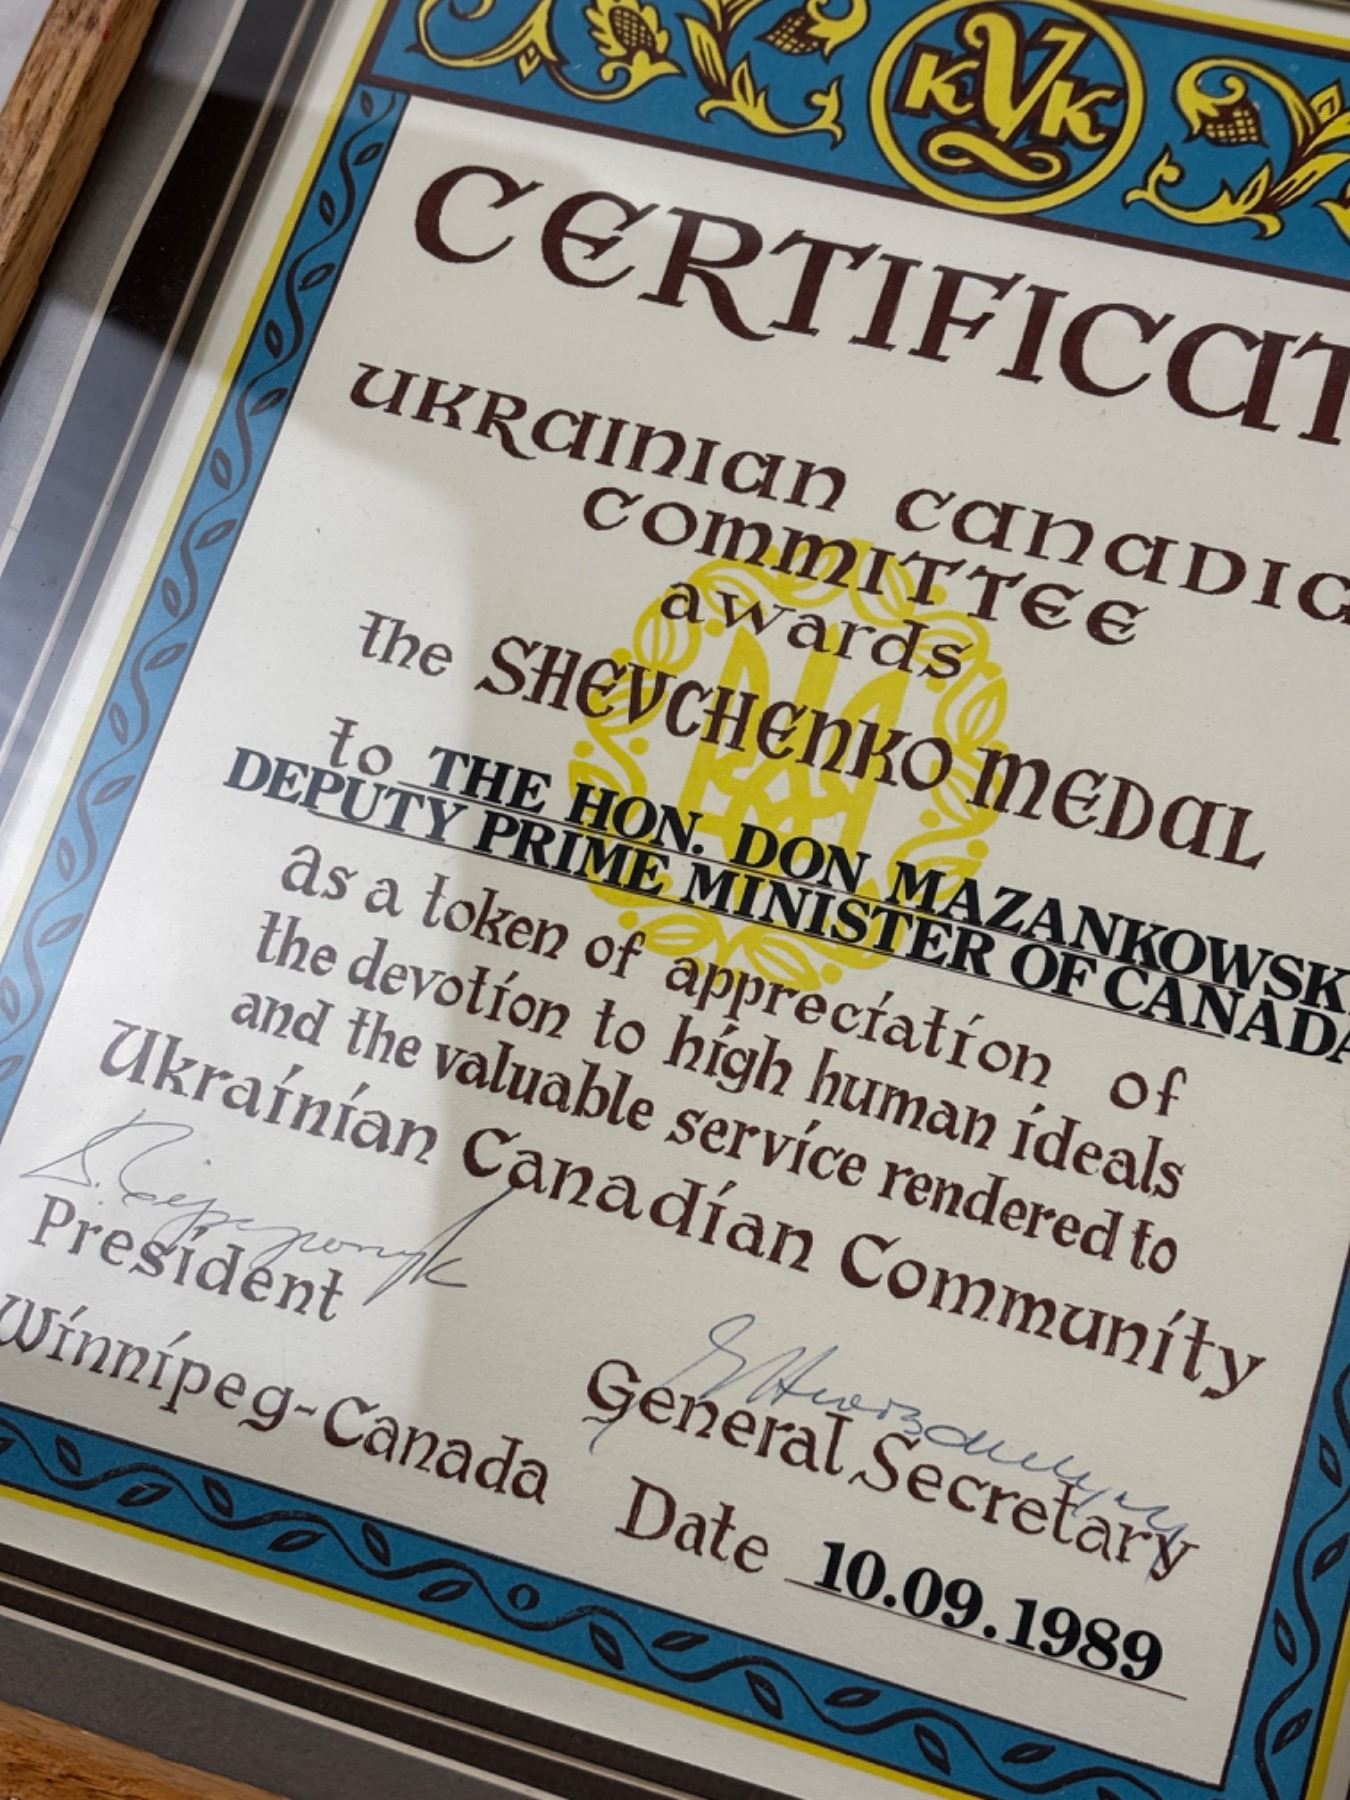 KYK
CERTIFICAT
UKRAINIAN CANADIC
COMMITTEE
awards
the SHEVCHENKO MEDAL
to THE HON. DON MAZANKOWSK
DEPUTY PRIME MINISTER OF CANADA
as a token of appreciation of
the devotion to high human ideals
and the valuable service rendered to
Ukrainian Canadian Community
President
General Secretary
Winnipeg-Canada Date 10.09.1989